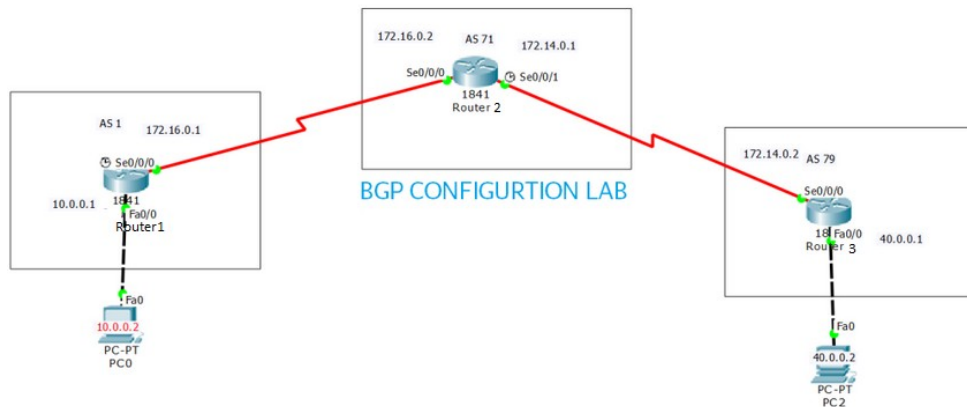 172.16.0.2
AS 71
172.14.0.1
Se0/0/0
Se0/0/1
1841
Router 2
AS 1
172.16.0.1
Se0/0/0
10.0.0.1
1841
Fa0/0
Router1
Fa0
10.0.0.2
PC-PT
PC0
BGP CONFIGURTION LAB
172.14.0.2
AS 79
Se0/0/0
18
Fa0/0
Router 3
40.0.0.1
Fa0
40.0.0.2
PC-PT
PC2